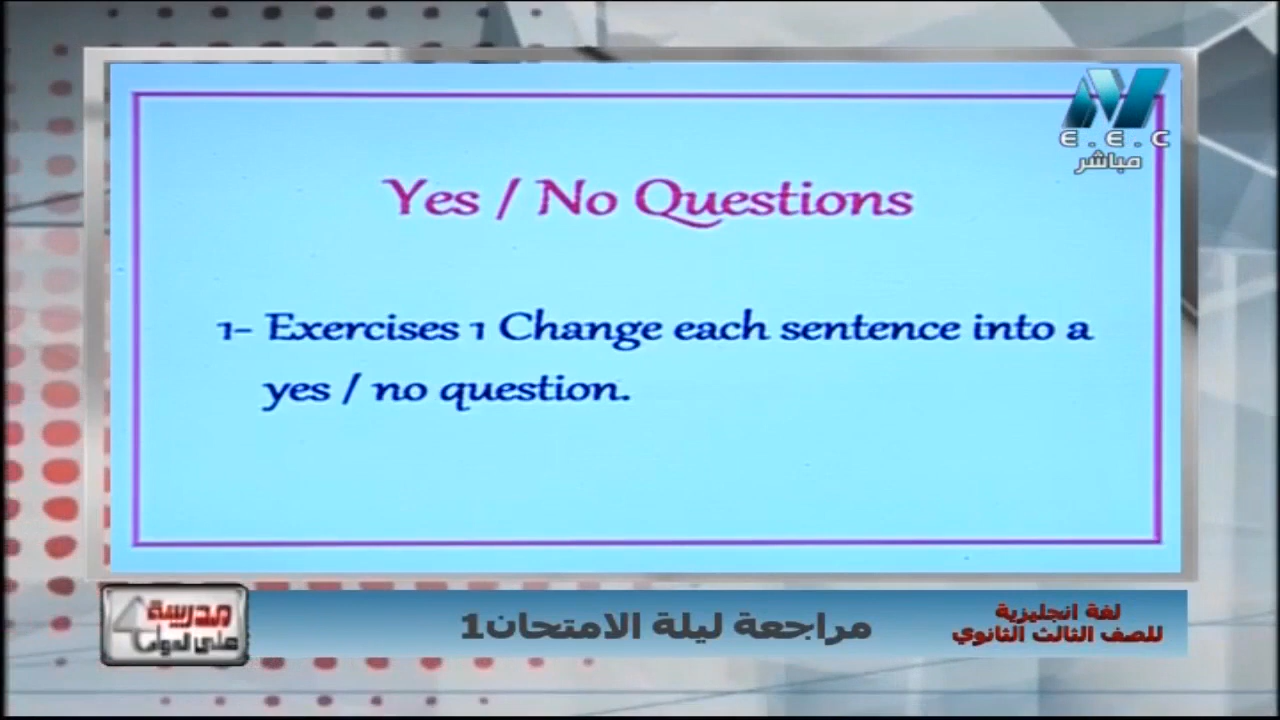 E . E . C
مباشر
Yes / No Questions
1- Exercises 1 Change each sentence into a
yes / no question.
مدرسة
على الهواء
مراجعة ليلة الامتحان1
لغة انجليزية
للصف الثالث الثانوي